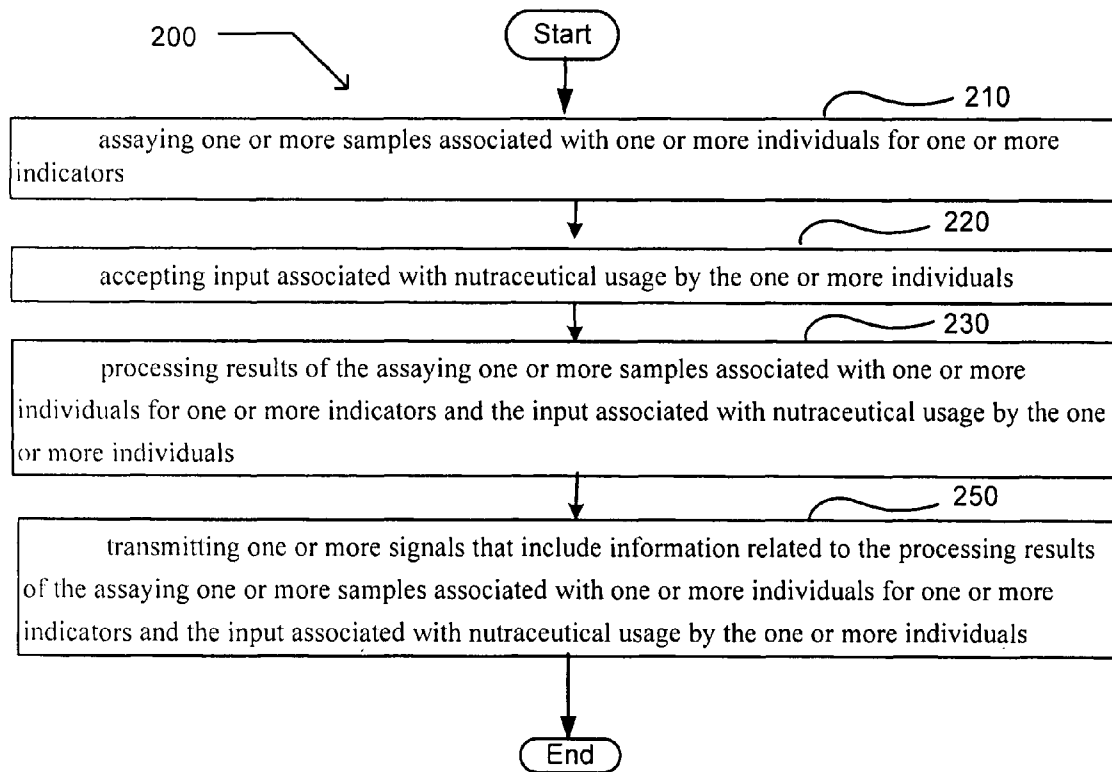 Start
200
210
assaying one or more samples associated with one or more individuals for one or more
indicators
220
accepting input associated with nutraceutical usage by the one or more individuals
230
processing results of the assaying one or more samples associated with one or more
individuals for one or more indicators and the input associated with nutraceutical usage by the one
or more individuals
250
transmitting one or more signals that include information related to the processing results
of the assaying one or more samples associated with one or more individuals for one or more
indicators and the input associated with nutraceutical usage by the one or more individuals
End